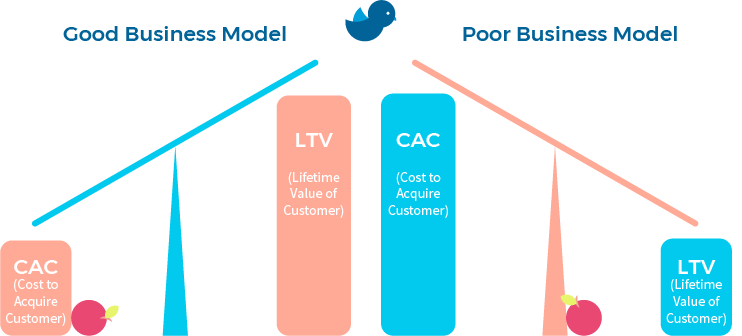 Good Business Model
Poor Business Model
LTV
(Lifetime
Value of
Customer)
CAC
(Cost to
Acquire
Customer)
CAC
(Cost to
Acquire
Customer)
LTV
(Lifetime
Value of
Customer)